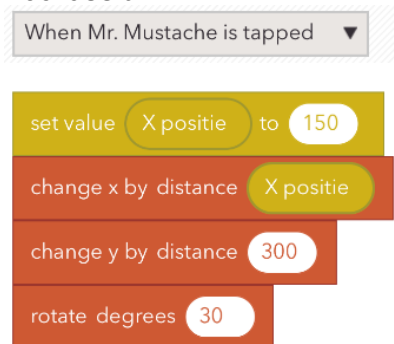 When Mr. Mustache is tapped ▼
set value X positie to 150
change x by distance X positie
change y by distance 300
rotate degrees 30